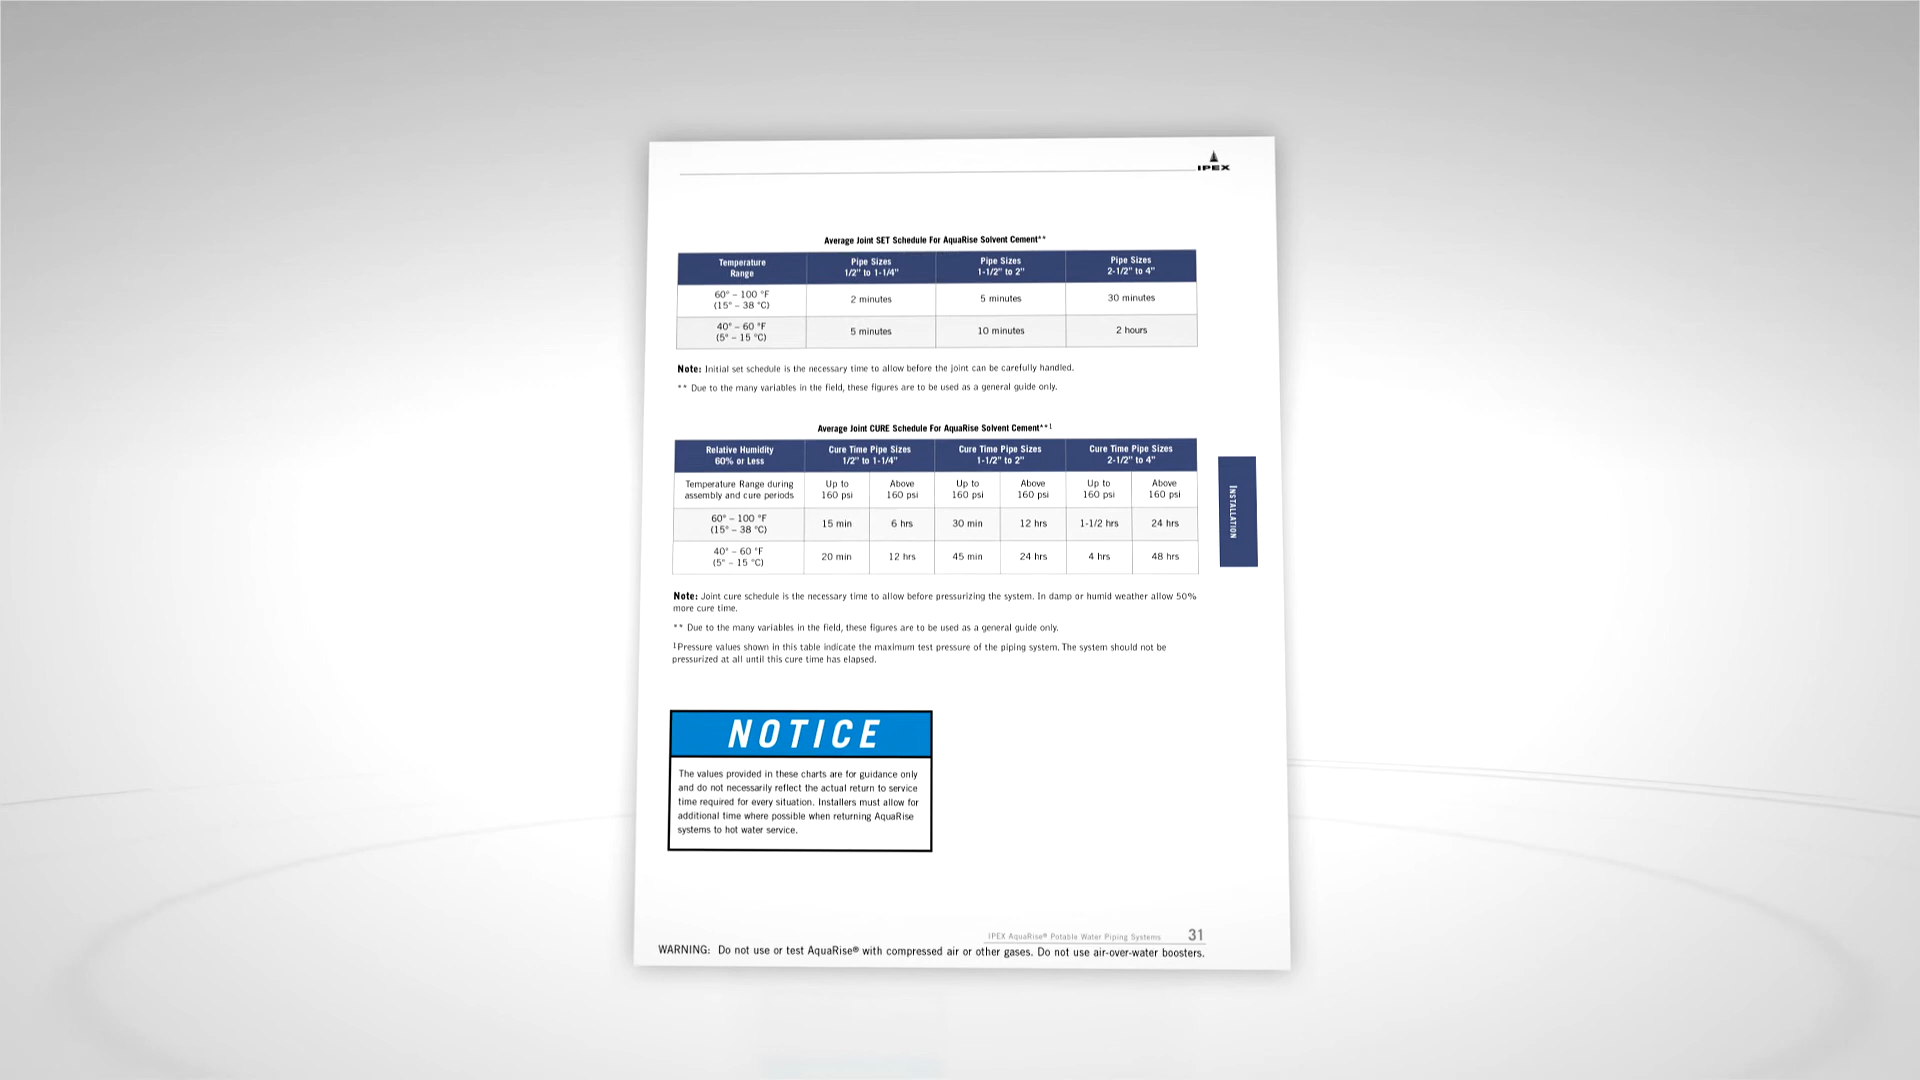 IPEX
Average Joint SET Schedule For AquaRise Solvent Cement**
Temperature Range Pipe Sizes 1/2" to 1-1/4" Pipe Sizes 1-1/2" to 2" Pipe Sizes 2-1/2" to 4"
60° – 100 °F (15° – 38 °C) 2 minutes 5 minutes 30 minutes
40° – 60 °F (5° – 15 °C) 5 minutes 10 minutes 2 hours
Note: Initial set schedule is the necessary time to allow before the joint can be carefully handled.
** Due to the many variables in the field, these figures are to be used as a general guide only.
Average Joint CURE Schedule For AquaRise Solvent Cement**1
Relative Humidity 60% or Less Cure Time Pipe Sizes 1/2" to 1-1/4" Cure Time Pipe Sizes 1-1/2" to 2" Cure Time Pipe Sizes 2-1/2" to 4"
Temperature Range during assembly and cure periods Up to 160 psi Above 160 psi Up to 160 psi Above 160 psi Up to 160 psi Above 160 psi
60° – 100 °F (15° – 38 °C) 15 min 6 hrs 30 min 12 hrs 1-1/2 hrs 24 hrs
40° – 60 °F (5° – 15 °C) 20 min 12 hrs 45 min 24 hrs 4 hrs 48 hrs
Note: Joint cure schedule is the necessary time to allow before pressurizing the system. In damp or humid weather allow 50%
more cure time.
** Due to the many variables in the field, these figures are to be used as a general guide only.
1Pressure values shown in this table indicate the maximum test pressure of the piping system. The system should not be
pressurized at all until this cure time has elapsed.
INSTALLATION
NOTICE
The values provided in these charts are for guidance only
and do not necessarily reflect the actual return to service
time required for every situation. Installers must allow for
additional time where possible when returning AquaRise
systems to hot water service.
IPEX AquaRise® Potable Water Piping Systems 31
WARNING: Do not use or test AquaRise® with compressed air or other gases. Do not use air-over-water boosters.